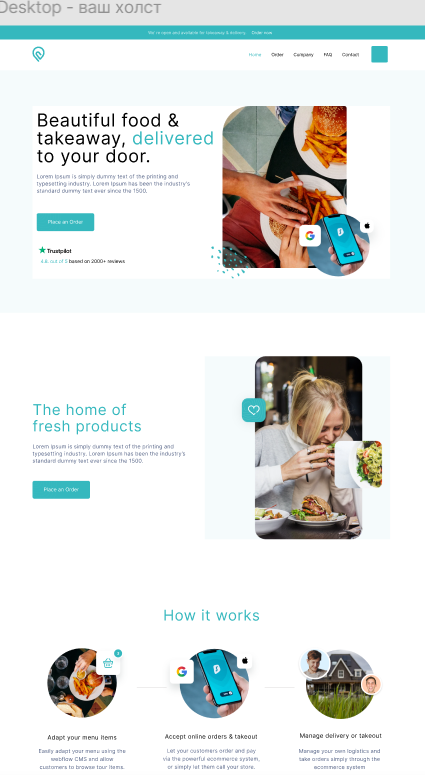 Desktop - ваш холст
We're open and available for takeaway & delivery. Order now
Home Order Company FAQ Contact
Beautiful food &
takeaway, delivered
to your door.
Lorem Ipsum is simply dummy text of the printing and
typesetting industry. Lorem Ipsum has been the industry's
standard dummy text ever since the 1500.
Place an Order
Trustpilot
4.8, out of 5 based on 2000+ reviews
The home of
fresh products
Lorem Ipsum is simply dummy text of the printing and
typesetting industry. Lorem Ipsum has been the industry's
standard dummy text ever since the 1500.
Place an Order
How it works
Adapt your menu items
Easily adapt your menu using the
webflow CMS and allow
customers to browse your items.
Accept online orders & takeout
Let your customers order and pay
via the powerful ecommerce system,
or simply let them call your store.
Manage delivery or takeout
Manage your own logistics and
take orders simply through the
ecommerce system